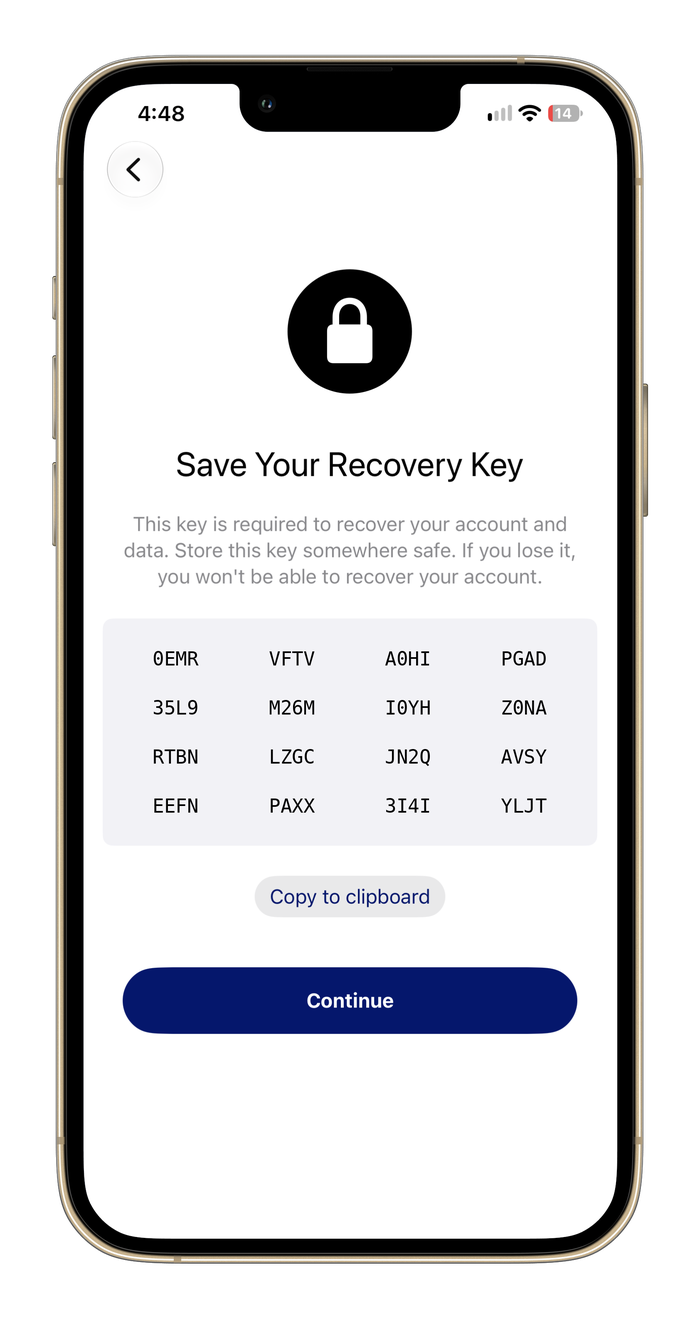 4:48
14
Save Your Recovery Key
This key is required to recover your account and
data. Store this key somewhere safe. If you lose it,
you won't be able to recover your account.
0EMR VFTV A0HI PGAD
35L9 M26M I0YH Z0NA
RTBN LZGC JN2Q AVSY
EEFN PAXX 3I4I YLJT
Copy to clipboard
Continue